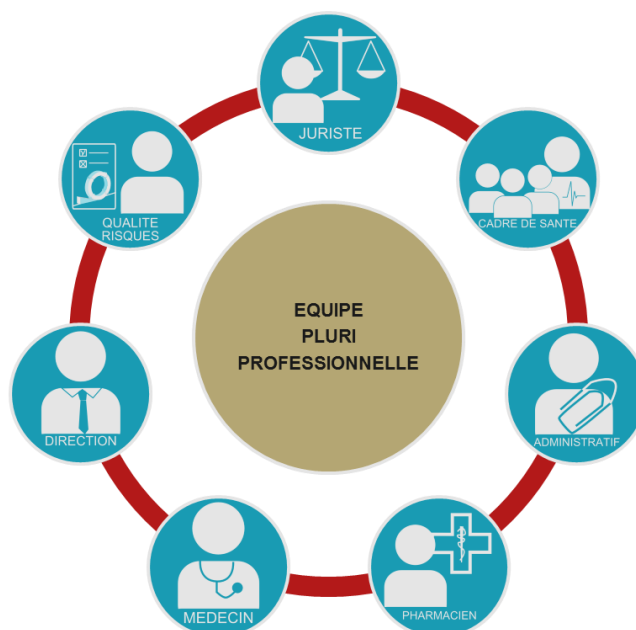 JURISTE
CADRE DE SANTE
ADMINISTRATIF
PHARMACIEN
MEDECIN
DIRECTION
QUALITE
RISQUES
EQUIPE
PLURI
PROFESSIONNELLE